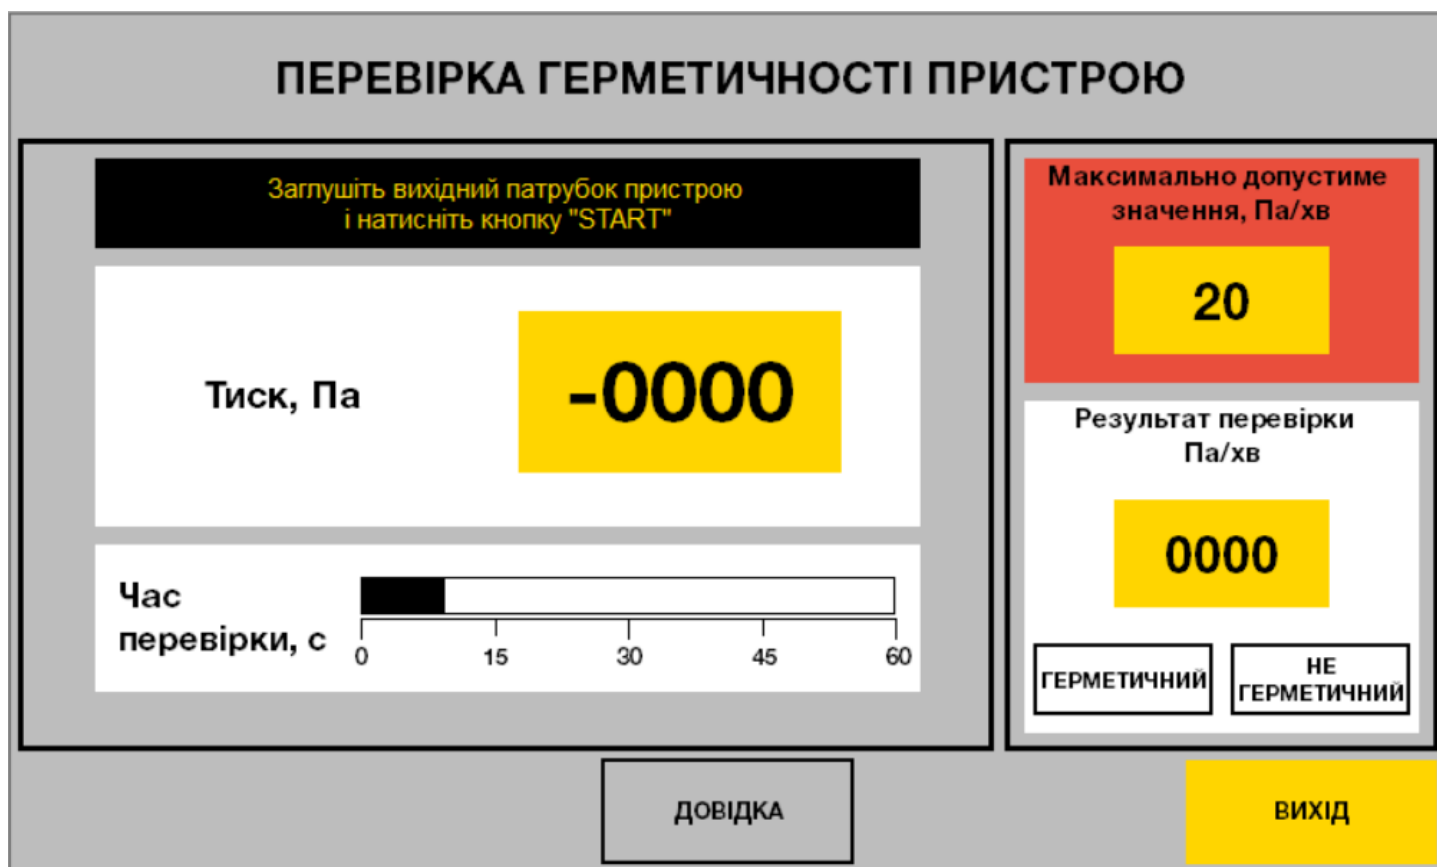 ПЕРЕВІРКА ГЕРМЕТИЧНОСТІ ПРИСТРОЮ
Заглушіть вихідний патрубок пристрою
і натисніть кнопку "START"
Тиск, Па
-0000
Час
перевірки, с
0 15 30 45 60
Максимально допустиме
значення, Па/хв
20
Результат перевірки
Па/хв
0000
ГЕРМЕТИЧНИЙ
НЕ
ГЕРМЕТИЧНИЙ
ДОВІДКА
ВИХІД